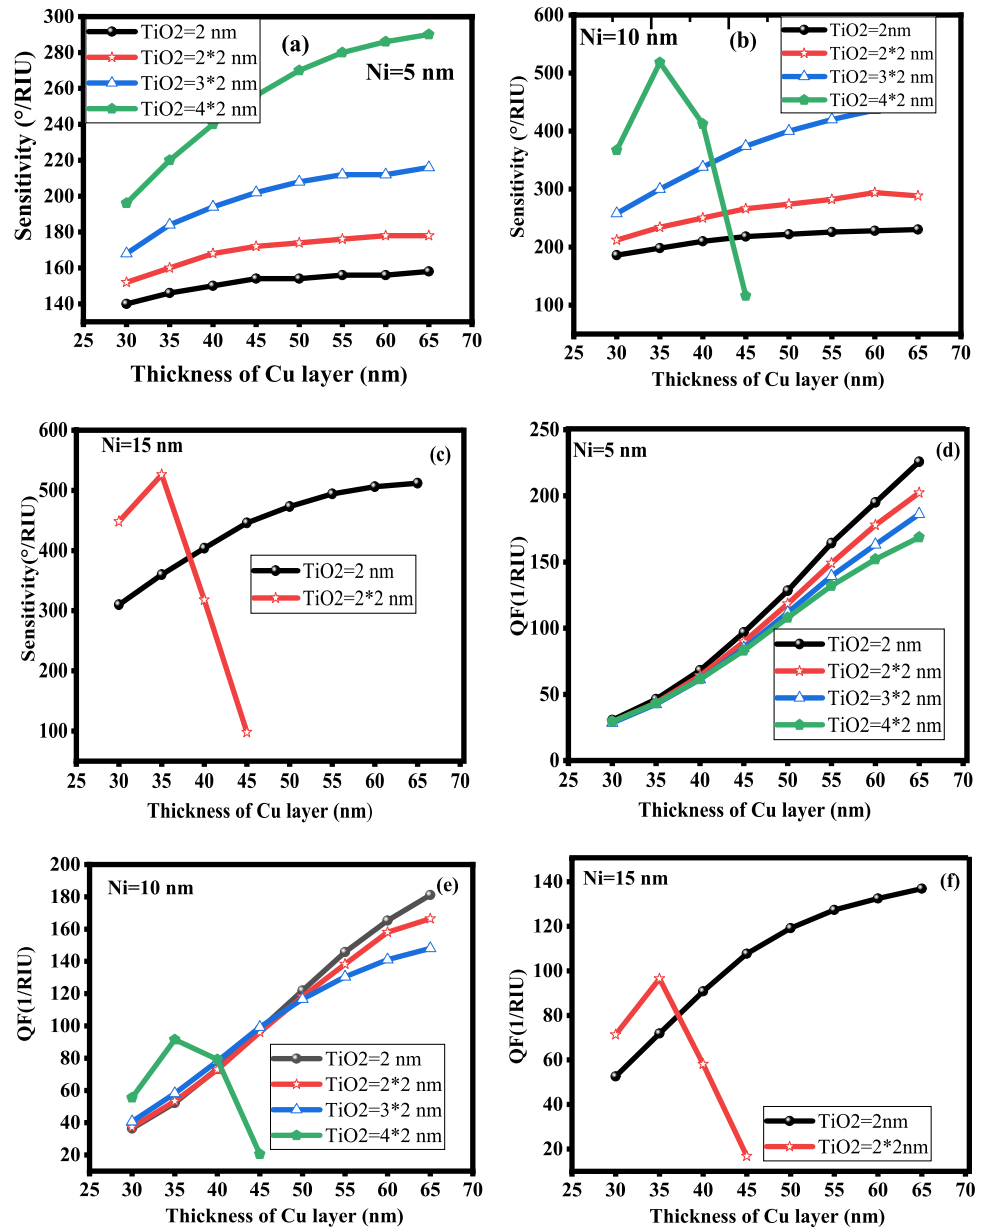 300
280
260
240
220
200
180
160
140
Sensitivity (°/RIU)
TiO2=2 nm
TiO2=2*2 nm
TiO2=3*2 nm
TiO2=4*2 nm
(a)
Ni=5 nm
25 30 35 40 45 50 55 60 65 70
Thickness of Cu layer (nm)
600
500
400
300
200
100
Sensitivity (°/RIU)
Ni=10 nm
(b)
TiO2=2nm
TiO2=2*2 nm
TiO2=3*2 nm
TiO2=4*2 nm
25 30 35 40 45 50 55 60 65 70
Thickness of Cu layer (nm)
600
500
400
300
200
100
Sensitivity(°/RIU)
Ni=15 nm
(c)
TiO2=2 nm
TiO2=2*2 nm
25 30 35 40 45 50 55 60 65 70
Thickness of Cu layer (nm)
250
200
150
100
50
0
QF(1/RIU)
Ni=5 nm
(d)
TiO2=2 nm
TiO2=2*2 nm
TiO2=3*2 nm
TiO2=4*2 nm
25 30 35 40 45 50 55 60 65 70
Thickness of Cu layer (nm)
200
180
160
140
120
100
80
60
40
20
QF(1/RIU)
Ni=10 nm
(e)
TiO2=2 nm
TiO2=2*2 nm
TiO2=3*2 nm
TiO2=4*2 nm
25 30 35 40 45 50 55 60 65 70
Thickness of Cu layer (nm)
140
120
100
80
60
40
20
QF(1/RIU)
Ni=15 nm
(f)
TiO2=2nm
TiO2=2*2nm
25 30 35 40 45 50 55 60 65 70
Thickness of Cu layer (nm)